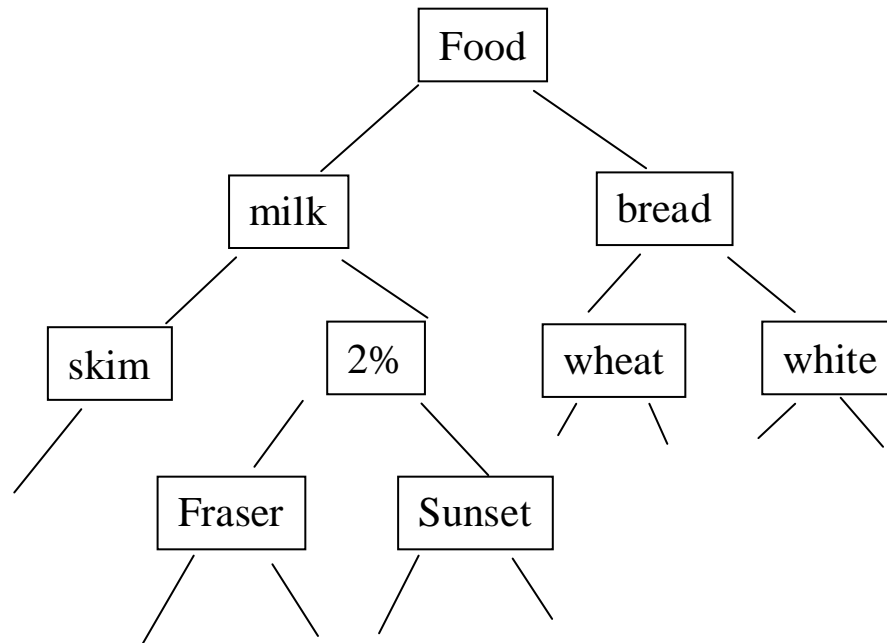 Food
milk
bread
skim
2%
wheat
white
Fraser
Sunset